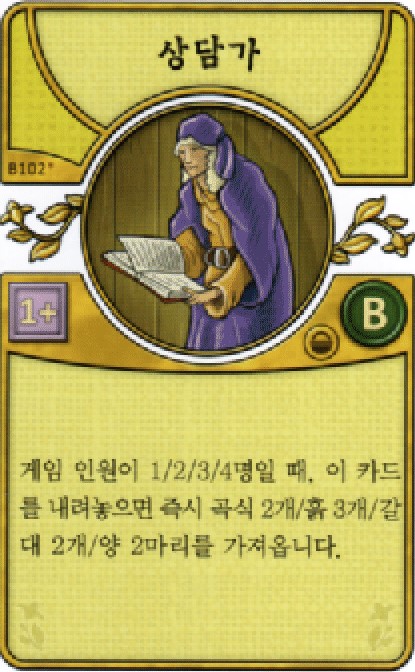 상담가
B102*
1+
B
게임 인원이 1/2/3/4명일 때, 이 카드
를 내려놓으면 즉시 곡식 2개/흙 3개/갈
대 2개/양 2마리를 가져옵니다.